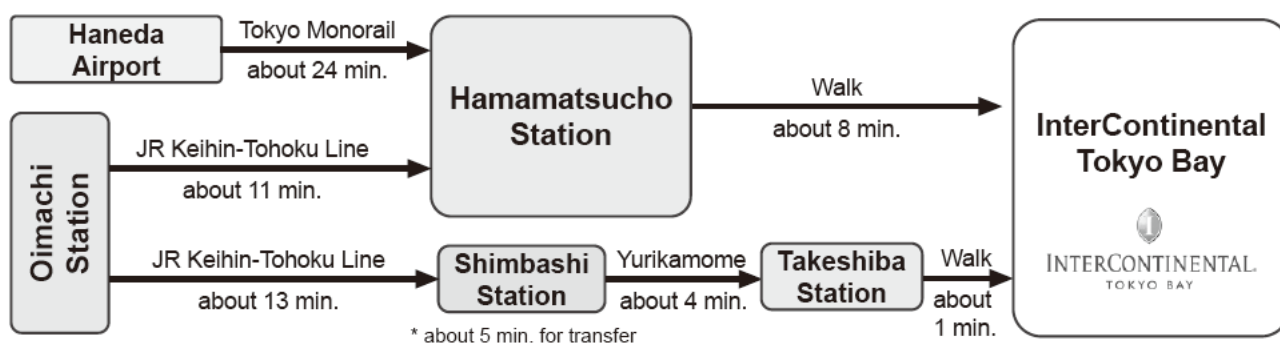 Haneda
Airport
Tokyo Monorail
about 24 min.
Hamamatsucho
Station
Walk
about 8 min.
InterContinental
Tokyo Bay
INTERCONTINENTAL.
TOKYO BAY
Oimachi
Station
JR Keihin-Tohoku Line
about 11 min.
JR Keihin-Tohoku Line
about 13 min.
Shimbashi
Station
* about 5 min. for transfer
Yurikamome
about 4 min.
Takeshiba
Station
Walk
about
1 min.